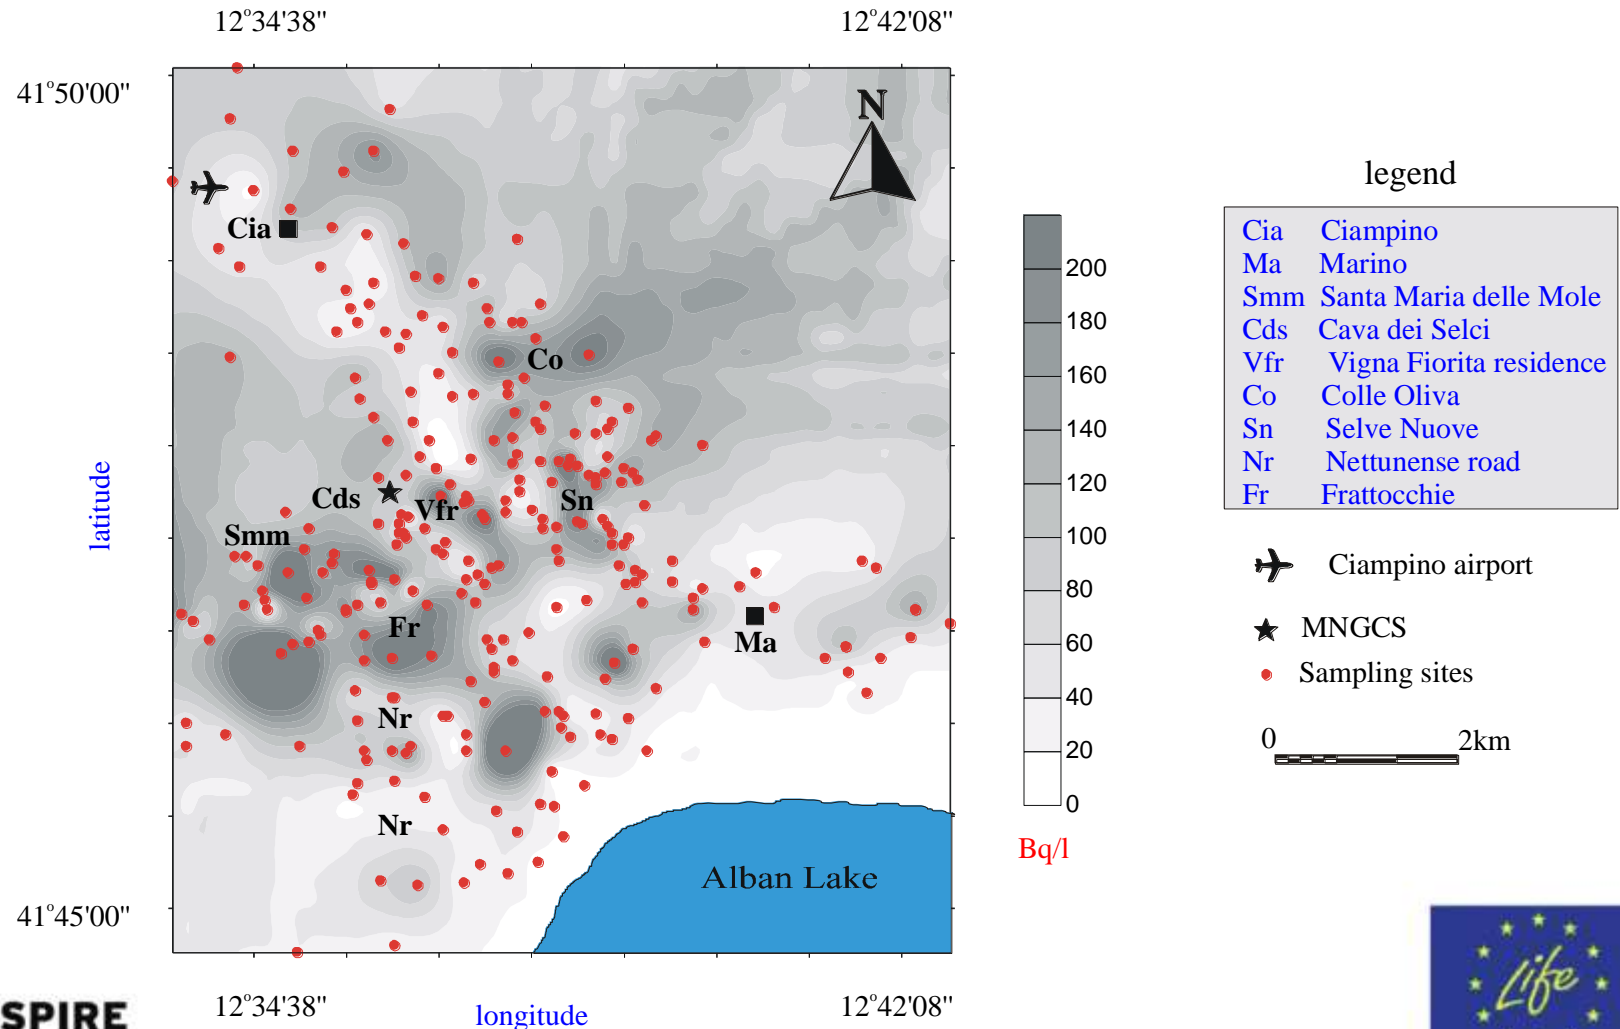 12°34'38" 12°42'08"
41°50'00"
N
Cia
Co
Cds
Vfr
Sn
Smm
Fr
Ma
Nr
Nr
Alban Lake
latitude
41°45'00"
12°34'38" 12°42'08"
longitude
200
180
160
140
120
100
80
60
40
20
0
Bq/l
legend
Cia Ciampino
Ma Marino
Smm Santa Maria delle Mole
Cds Cava dei Selci
Vfr Vigna Fiorita residence
Co Colle Oliva
Sn Selve Nuove
Nr Nettunense road
Fr Frattocchie
Ciampino airport
MNGCS
Sampling sites
0 2km
SPIRE
Life